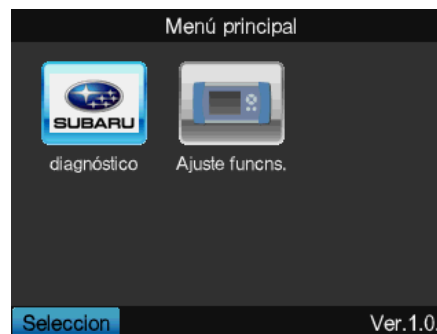 Menú principal
SUBARU
diagnóstico Ajuste funcns.
Seleccion Ver.1.0.